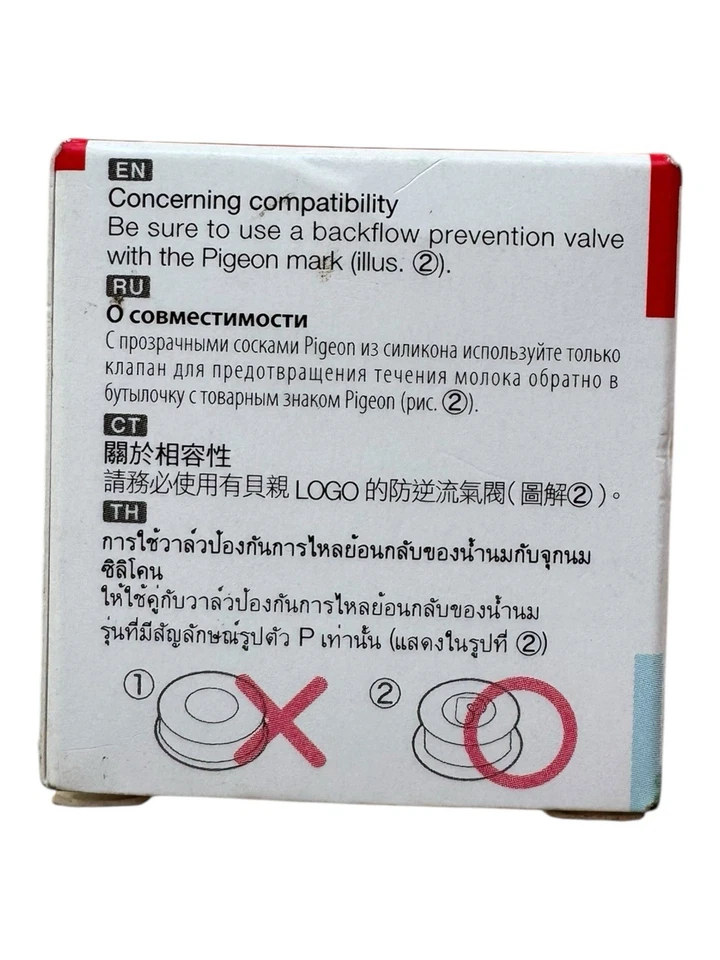 EN
Concerning compatibility
Be sure to use a backflow prevention valve
with the Pigeon mark (illus. ②).
RU
О совместимости
С прозрачными сосками Pigeon из силикона используйте только
клапан для предотвращения течения молока обратно в
бутылочку с товарным знаком Pigeon (рис. ②).
CT
關於相容性
請務必使用有貝親 LOGO 的防逆流氣閥(圖解②)。
TH
การใช้วาล์วป้องกันการไหลย้อนกลับของน้ำนมกับจุกนม
ซิลิโคน
ให้ใช้คู่กับวาล์วป้องกันการไหลย้อนกลับของน้ำนม
รุ่นที่มีสัญลักษณ์รูปตัว P เท่านั้น (แสดงในรูปที่ ②)
① ②